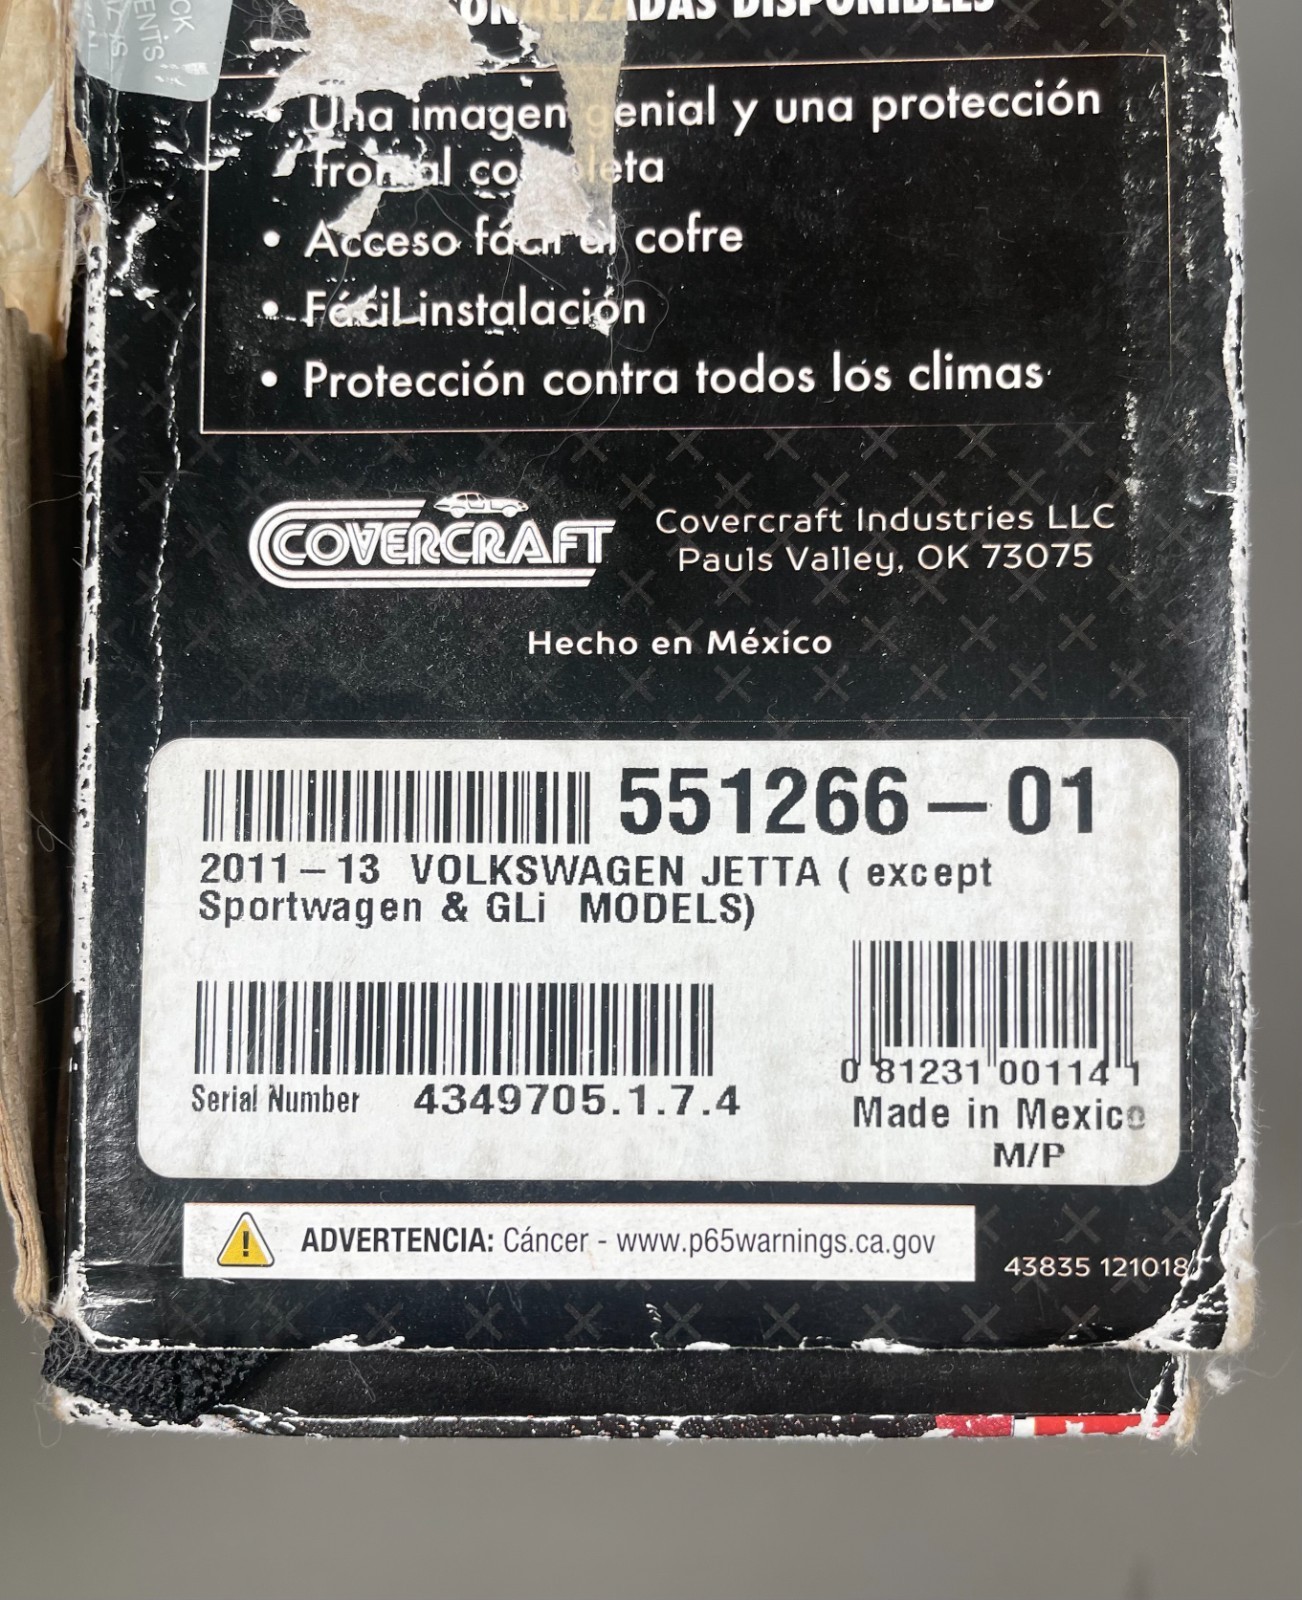 DISPONIBLES
Una imagen genial y una protección
frontal completa
• Acceso fácil al cofre
• Fácil instalación
• Protección contra todos los climas
COVERCRAFT
Covercraft Industries LLC
Pauls Valley, OK 73075
Hecho en México
551266-01
2011-13 VOLKSWAGEN JETTA ( except
Sportwagen & GLi MODELS)
Serial Number 4349705.1.7.4
0 81231 00114 1
Made in Mexico
M/P
ADVERTENCIA: Cáncer - www.p65warnings.ca.gov
43835 121018